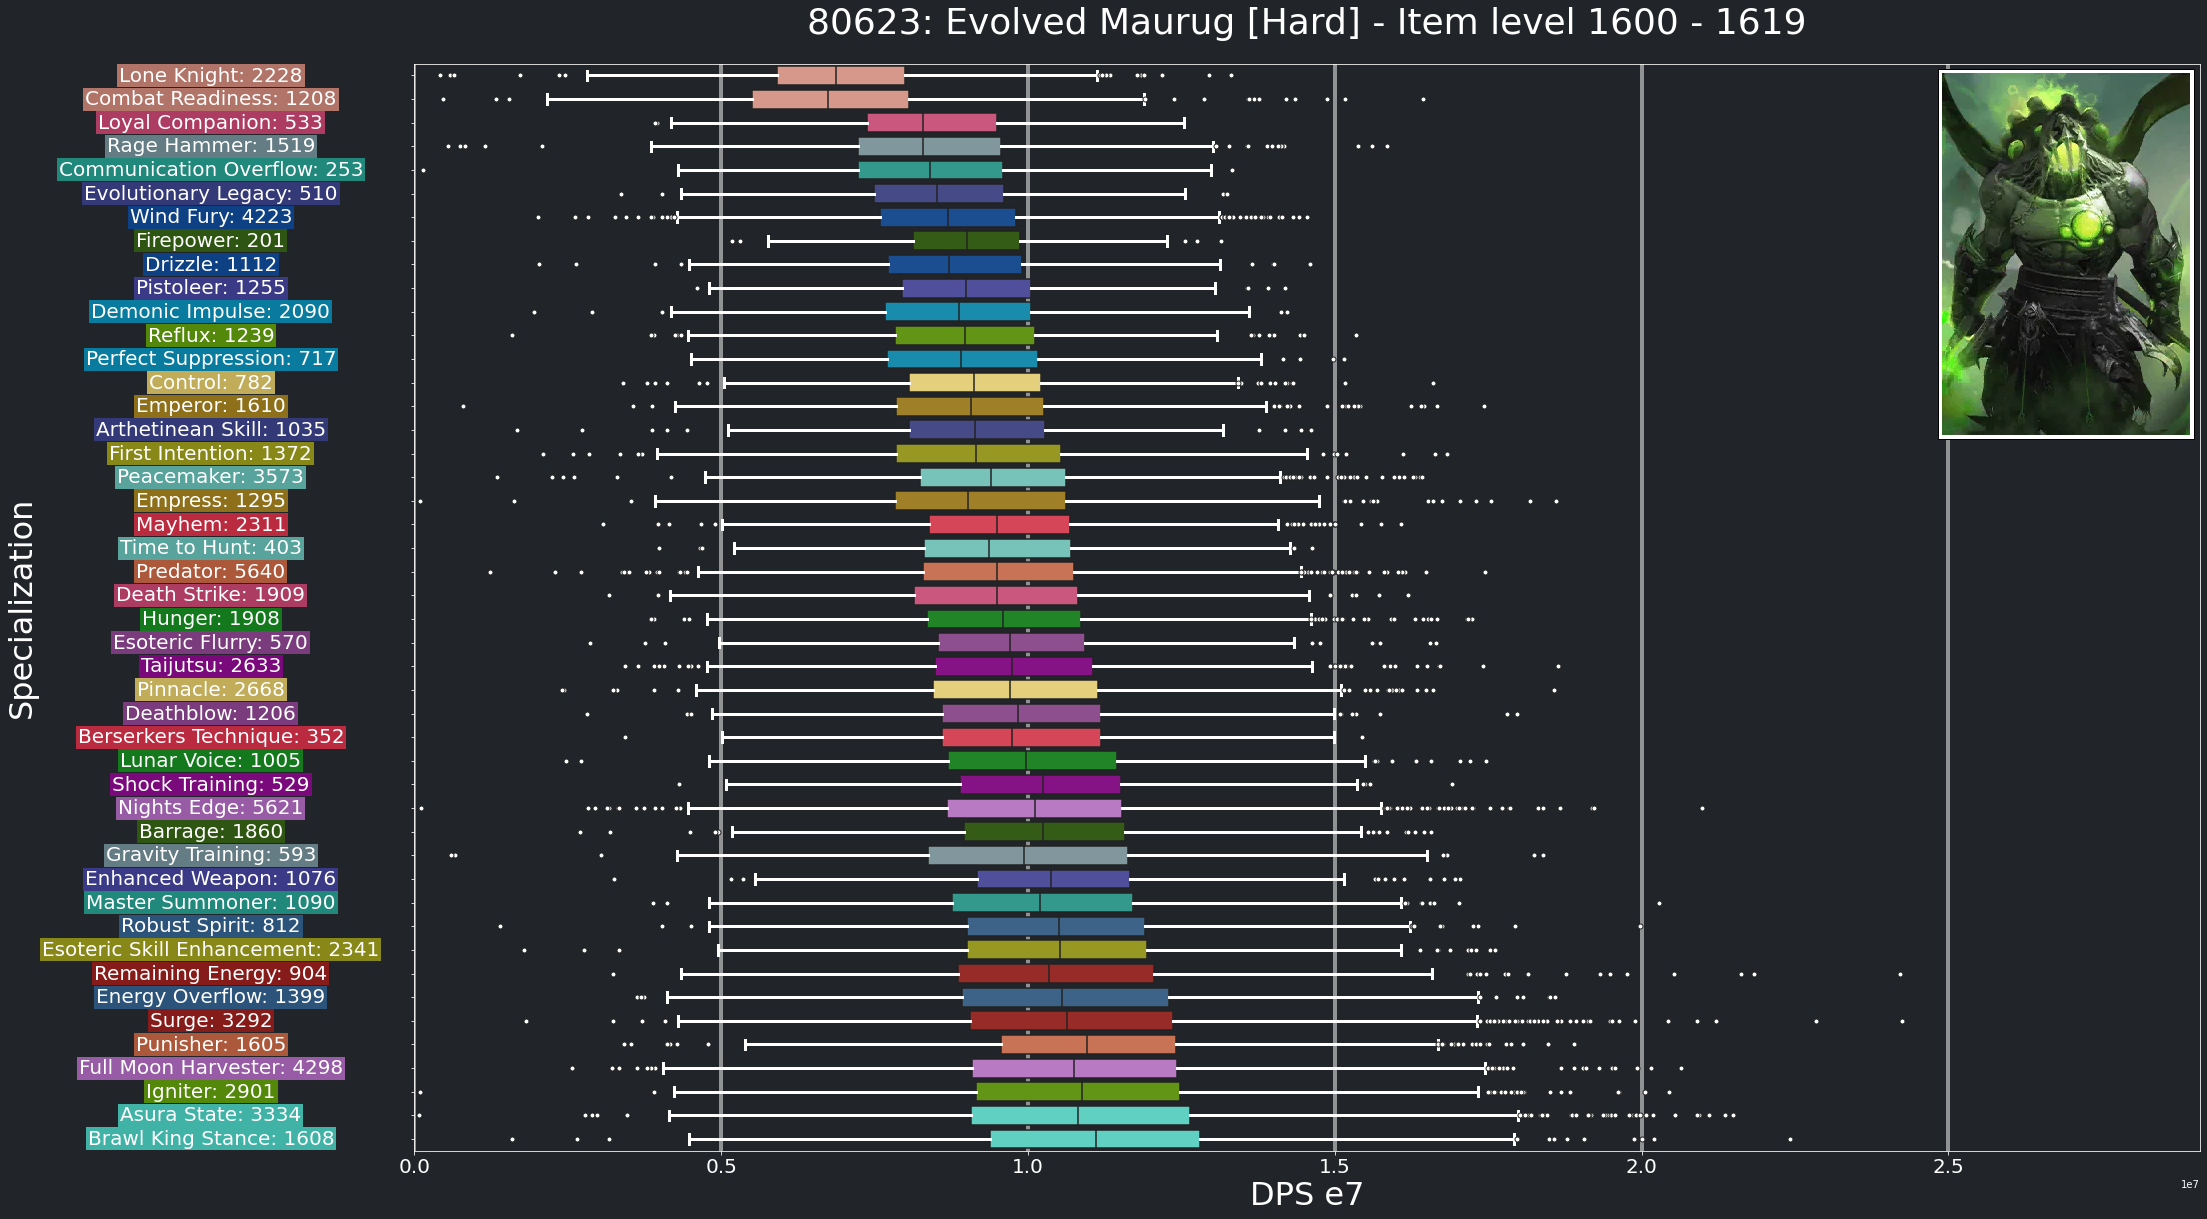 80623: Evolved Maurug [Hard] - Item level 1600 - 1619
Specialization
Lone Knight: 2228
Combat Readiness: 1208
Loyal Companion: 533
Rage Hammer: 1519
Communication Overflow: 253
Evolutionary Legacy: 510
Wind Fury: 4223
Firepower: 201
Drizzle: 1112
Pistoleer: 1255
Demonic Impulse: 2090
Reflux: 1239
Perfect Suppression: 717
Control: 782
Emperor: 1610
Arthetinean Skill: 1035
First Intention: 1372
Peacemaker: 3573
Empress: 1295
Mayhem: 2311
Time to Hunt: 403
Predator: 5640
Death Strike: 1909
Hunger: 1908
Esoteric Flurry: 570
Taijutsu: 2633
Pinnacle: 2668
Deathblow: 1206
Berserkers Technique: 352
Lunar Voice: 1005
Shock Training: 529
Nights Edge: 5621
Barrage: 1860
Gravity Training: 593
Enhanced Weapon: 1076
Master Summoner: 1090
Robust Spirit: 812
Esoteric Skill Enhancement: 2341
Remaining Energy: 904
Energy Overflow: 1399
Surge: 3292
Punisher: 1605
Full Moon Harvester: 4298
Igniter: 2901
Asura State: 3334
Brawl King Stance: 1608
0.0 0.5 1.0 1.5 2.0 2.5
DPS e7
1e7